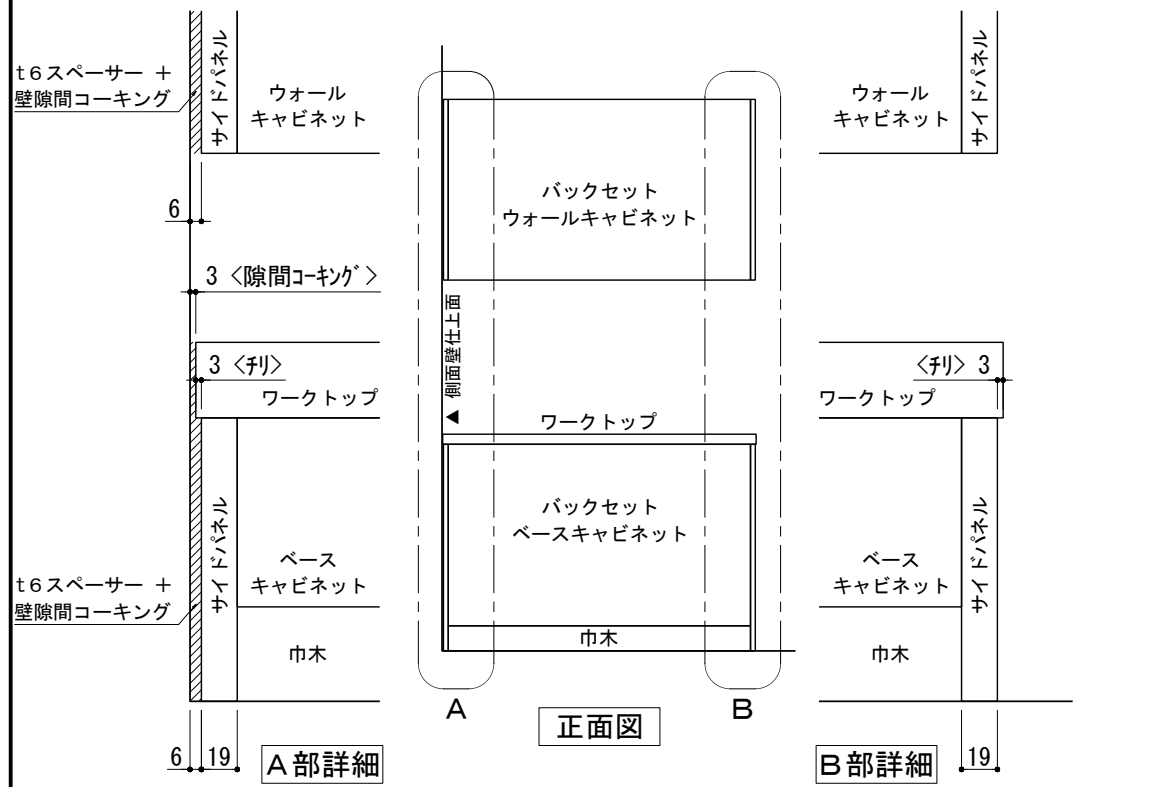 t6スペーサー +
壁隙間コーキング
サイドパネル
ウォール
キャビネット
6
3 〈隙間ｺｰｷﾝｸﾞ〉
3 〈ﾁﾘ〉
ワークトップ
サイドパネル
ベース
キャビネット
t6スペーサー +
壁隙間コーキング
巾木
6
19
A部詳細
バックセット
ウォールキャビネット
▲ 側面壁仕上面
ワークトップ
バックセット
ベースキャビネット
巾木
A
B
正面図
ウォール
キャビネット
サイドパネル
〈ﾁﾘ〉 3
ワークトップ
ベース
キャビネット
サイドパネル
巾木
B部詳細
19